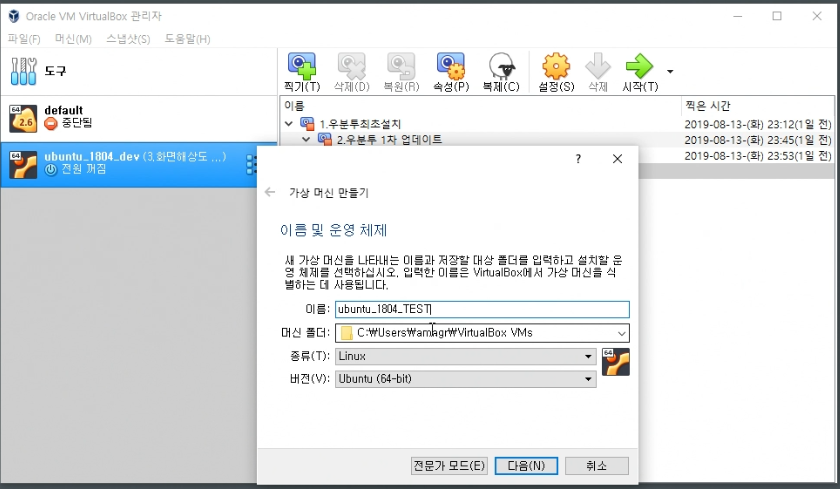 Oracle VM VirtualBox 관리자
파일(F) 머신(M) 스냅샷(S) 도움말(H)
도구
찍기(T) 삭제(D) 복원(R) 속성(P) 복제(C) 설정(S) 삭제 시작(T)
이름 찍은 시간
64 2.6 default
중단됨
1.우분투최초설치 2019-08-13-(화) 23:12(1일 전)
2.우분투 1차 업데이트 2019-08-13-(화) 23:45(1일 전)
2019-08-13-(화) 23:53(1일 전)
64 ubuntu_1804_dev (3.화면해상도 ...)
전원 꺼짐
?
가상 머신 만들기
이름 및 운영 체제
새 가상 머신을 나타내는 이름과 저장할 대상 폴더를 입력하고 설치할 운
영 체제를 선택하십시오. 입력한 이름은 VirtualBox에서 가상 머신을 식
별하는 데 사용됩니다.
이름: ubuntu_1804_TEST
머신 폴더: C:₩Users₩amagr₩VirtualBox VMs
종류(T): Linux 64
버전(V): Ubuntu (64-bit)
전문가 모드(E) 다음(N) 취소